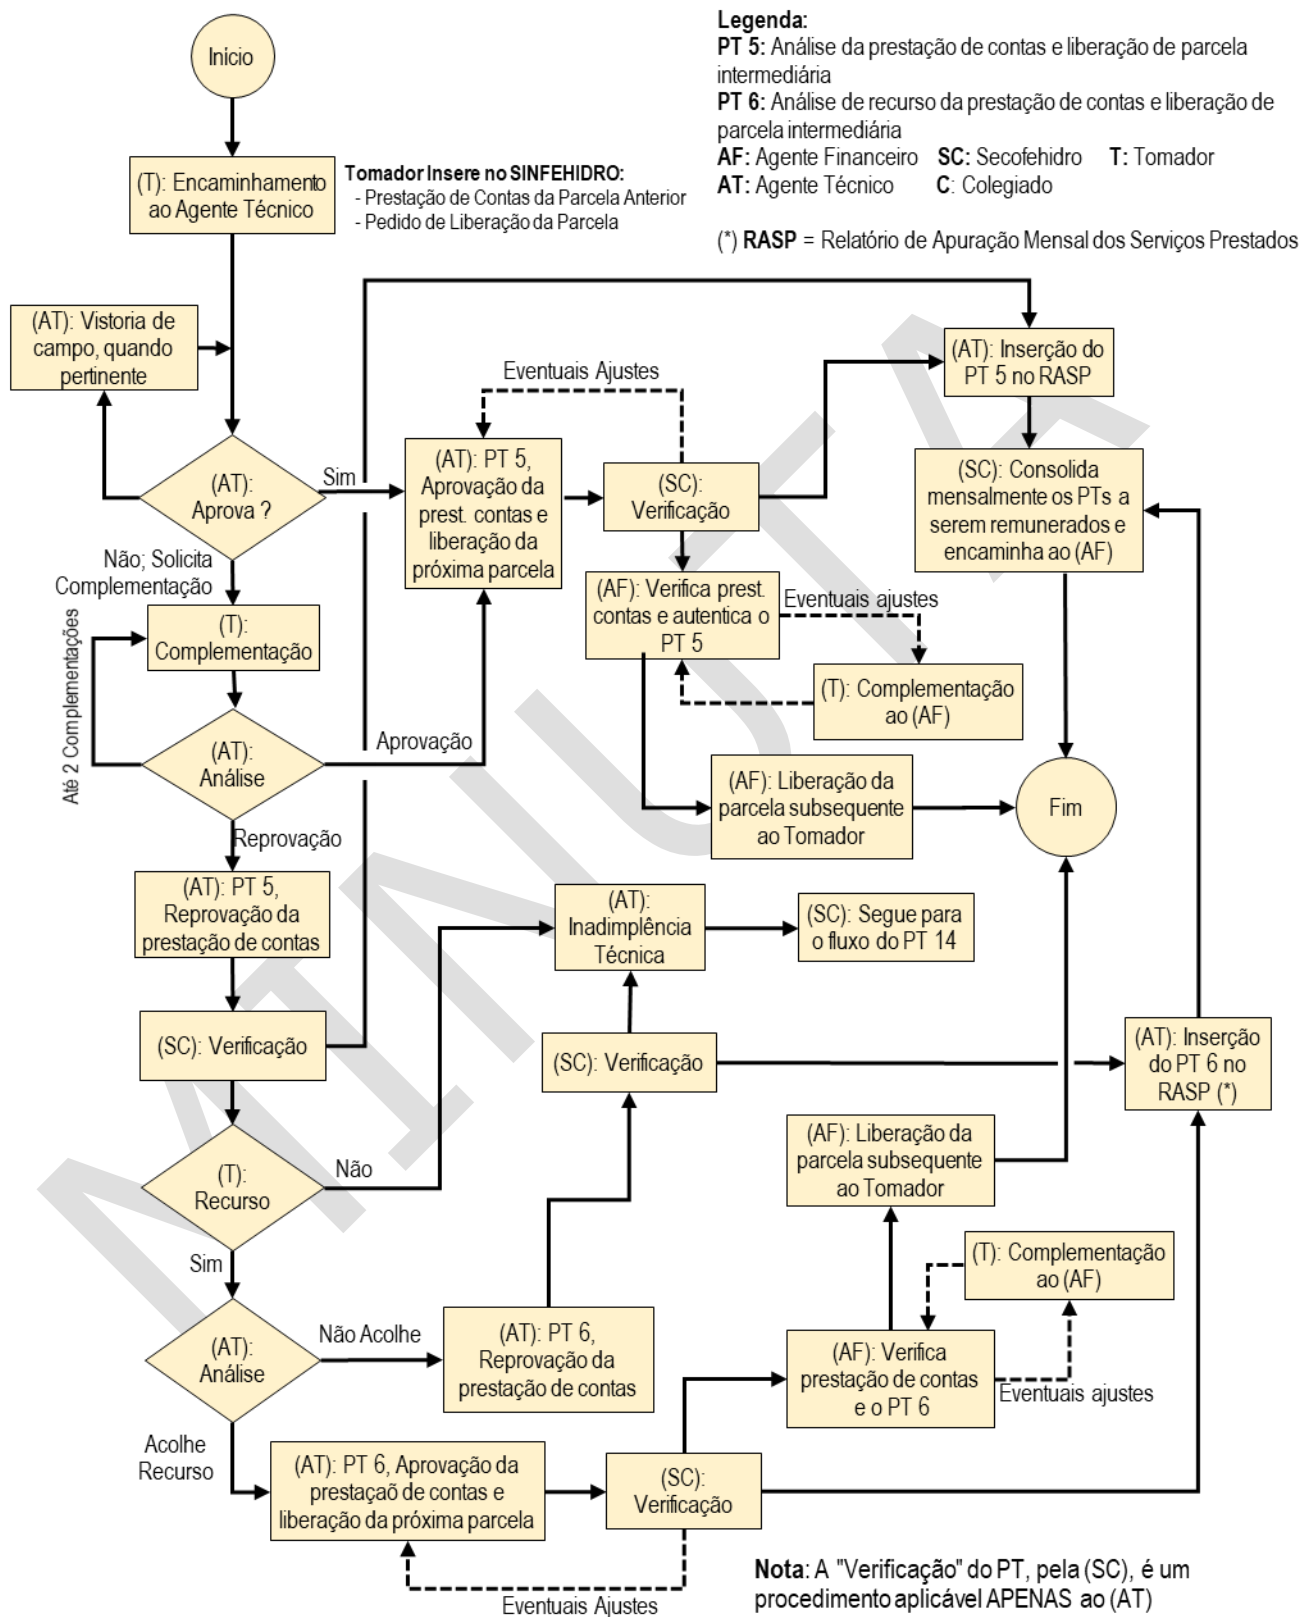 Início
Legenda:
PT 5: Análise da prestação de contas e liberação de parcela
intermediária
PT 6: Análise de recurso da prestação de contas e liberação de
parcela intermediária
AF: Agente Financeiro SC: Secofehidro T: Tomador
AT: Agente Técnico C: Colegiado
(*) RASP = Relatório de Apuração Mensal dos Serviços Prestados
(T): Encaminhamento
ao Agente Técnico
Tomador Insere no SINFEHIDRO:
- Prestação de Contas da Parcela Anterior
- Pedido de Liberação da Parcela
(AT): Vistoria de
campo, quando
pertinente
(AT):
Aprova ?
Sim
Eventuais Ajustes
(AT): PT 5,
Aprovação da
prest. contas e
liberação da
próxima parcela
(SC):
Verificação
(AT): Inserção do
PT 5 no RASP
(SC): Consolida
mensalmente os PTs a
serem remunerados e
encaminha ao (AF)
Não; Solicita
Complementação
(T):
Complementação
Até 2 Complementações
(AT):
Análise
Aprovação
(AF): Verifica prest.
contas e autentica o
PT 5
Eventuais ajustes
(T): Complementação
ao (AF)
(AF): Liberação da
parcela subsequente
ao Tomador
Fim
Reprovação
(AT): PT 5,
Reprovação da
prestação de contas
(AT):
Inadimplência
Técnica
(SC): Segue para
o fluxo do PT 14
(SC): Verificação
(SC): Verificação
(AT): Inserção
do PT 6 no
RASP (*)
(T):
Recurso
Não
(AF): Liberação da
parcela subsequente
ao Tomador
Sim
(T): Complementação
ao (AF)
(AT):
Análise
Não Acolhe
(AT): PT 6,
Reprovação da
prestação de contas
(AF): Verifica
prestação de contas
e o PT 6
Eventuais ajustes
Acolhe
Recurso
(AT): PT 6, Aprovação da
prestaçaõ de contas e
liberação da próxima parcela
(SC):
Verificação
Eventuais Ajustes
Nota: A "Verificação" do PT, pela (SC), é um
procedimento aplicável APENAS ao (AT)
MINUTA